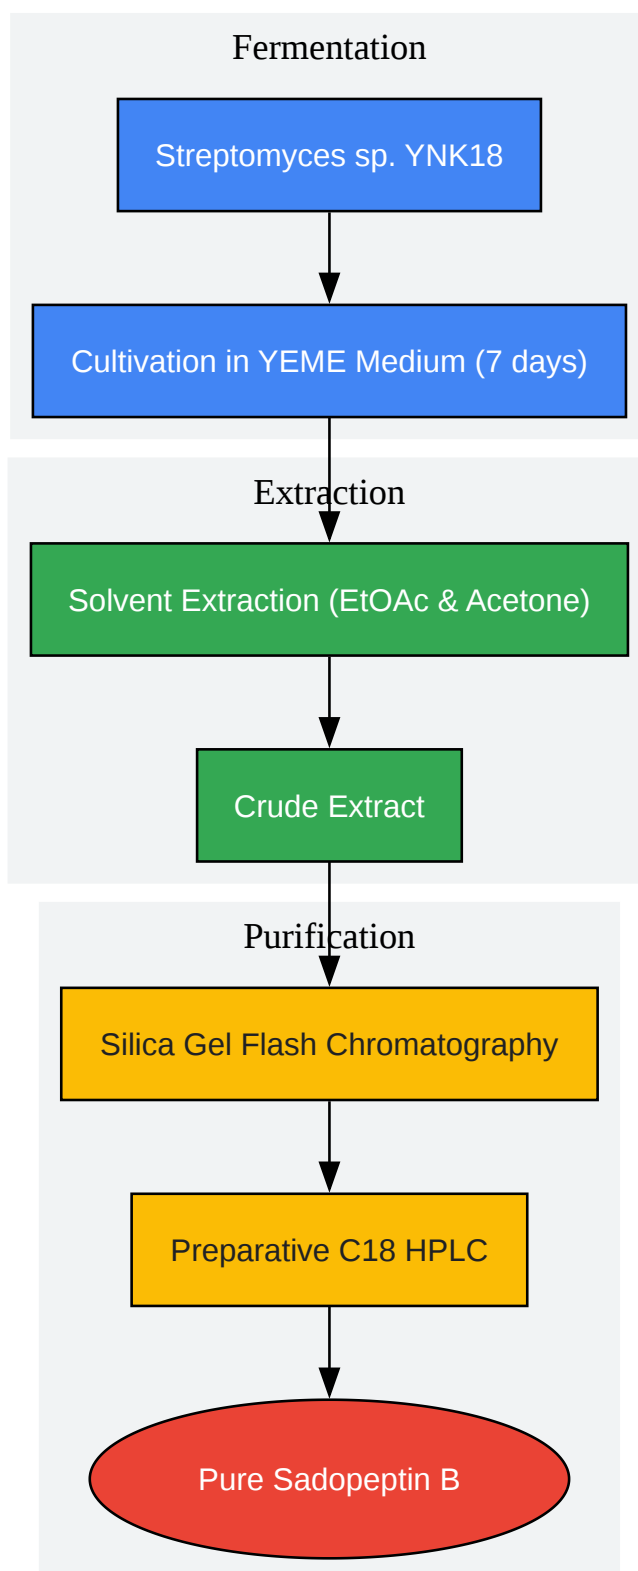 Fermentation
Streptomyces sp. YNK18
Cultivation in YEME Medium (7 days)
Extraction
Solvent Extraction (EtOAc & Acetone)
Crude Extract
Purification
Silica Gel Flash Chromatography
Preparative C18 HPLC
Pure Sadopeptin B